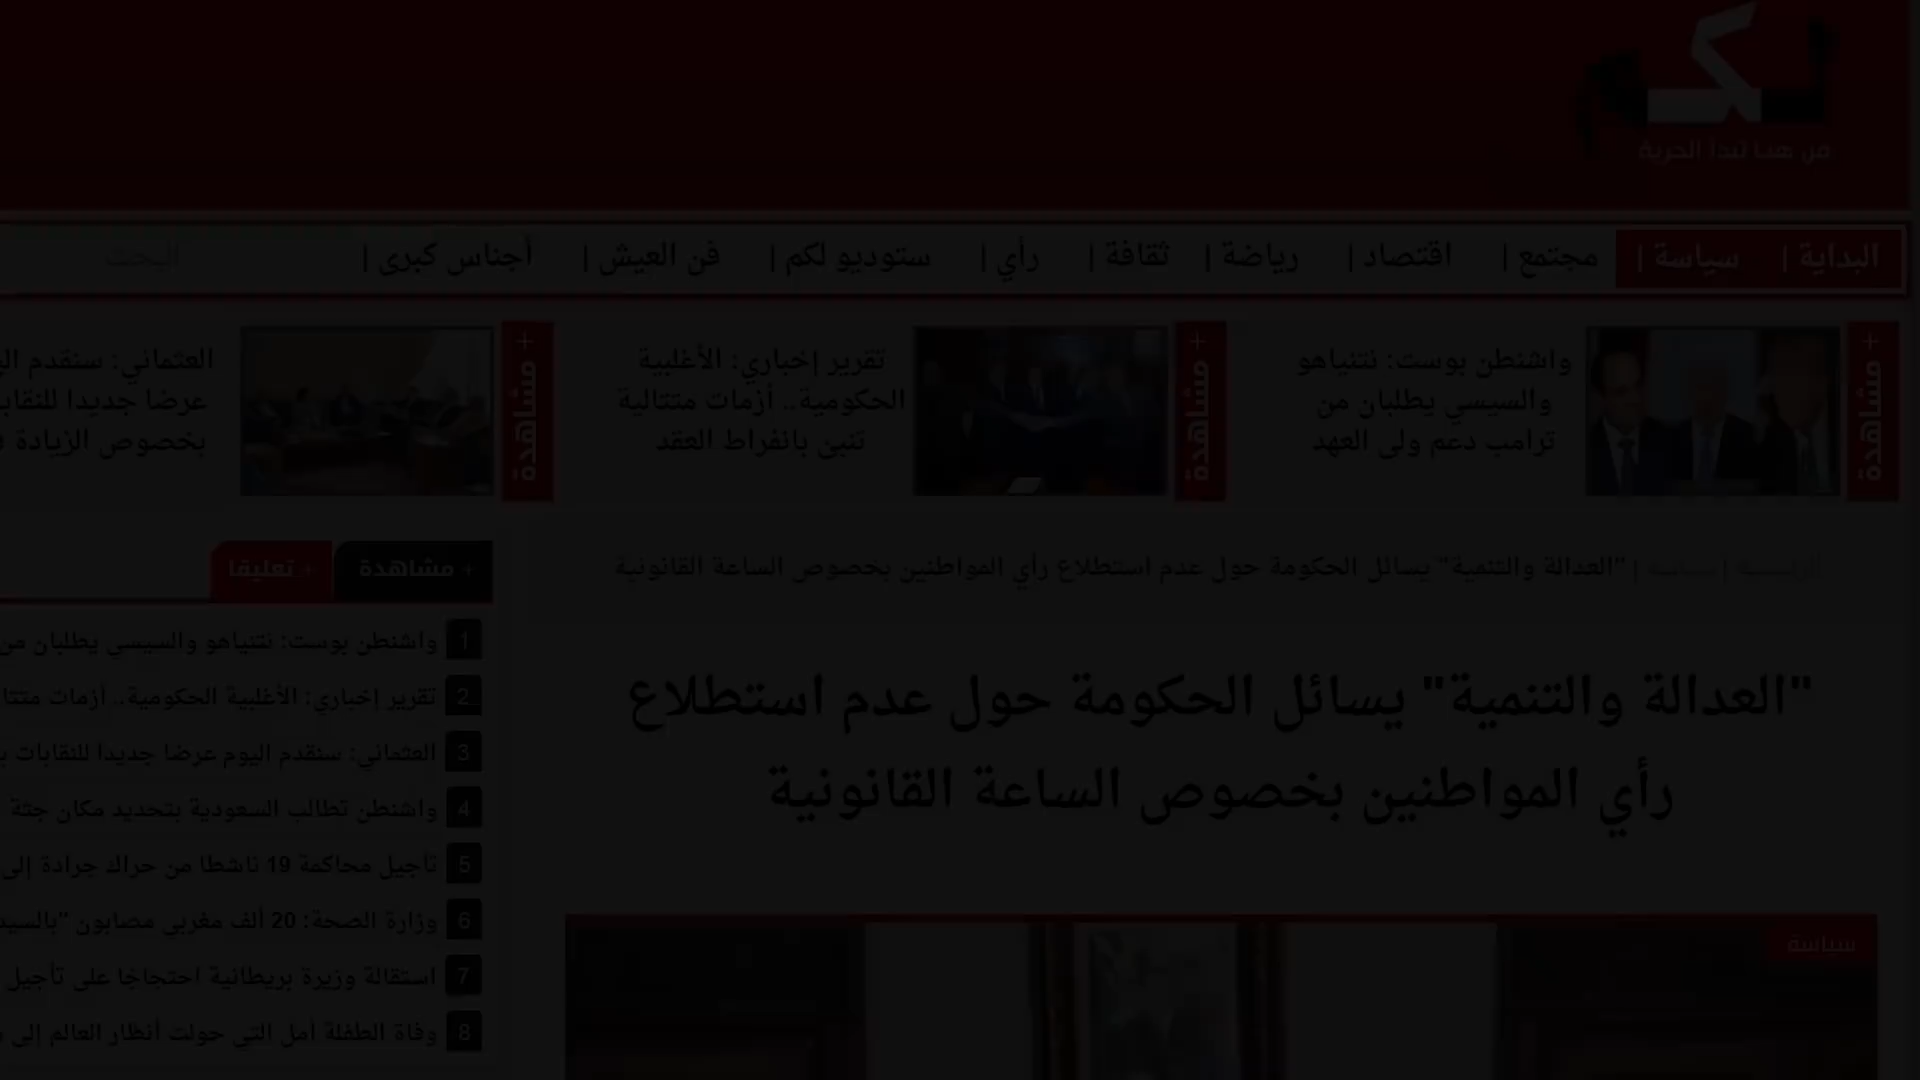 لكم
من هنا تبدأ الحرية
البداية | سياسة | مجتمع | اقتصاد | رياضة | ثقافة | رأي | ستوديو لكم | فن العيش | أجناس كبرى | البحث
+ مشاهدة
واشنطن بوست: نتنياهو
والسيسي يطلبان من
ترامب دعم ولي العهد
+ مشاهدة
تقرير إخباري: الأغلبية
الحكومية.. أزمات متتالية
تنبئ بانفراط العقد
+ مشاهدة
العثماني: سنقدم
عرضا جديدا
بخصوص الزيادة
الرئيسية | سياسة | "العدالة والتنمية" يسائل الحكومة حول عدم استطلاع رأي المواطنين بخصوص الساعة القانونية
"العدالة والتنمية" يسائل الحكومة حول عدم استطلاع
رأي المواطنين بخصوص الساعة القانونية
سياسة
+ مشاهدة
+ تعليقا
1 واشنطن بوست: نتنياهو والسيسي يطلبان من
2 تقرير إخباري: الأغلبية الحكومية.. أزمات
3 العثماني: سنقدم اليوم عرضا جديدا للنقابات
4 واشنطن تطالب السعودية بتحديد مكان جثة
5 تأجيل محاكمة 19 ناشطا من حراك جرادة إلى
6 وزارة الصحة: 20 ألف مغربي مصابون
7 استقالة وزيرة بريطانية احتجاجا على تأجيل
8 وفاة الطفلة أمل التي حولت أنظار العالم إلى